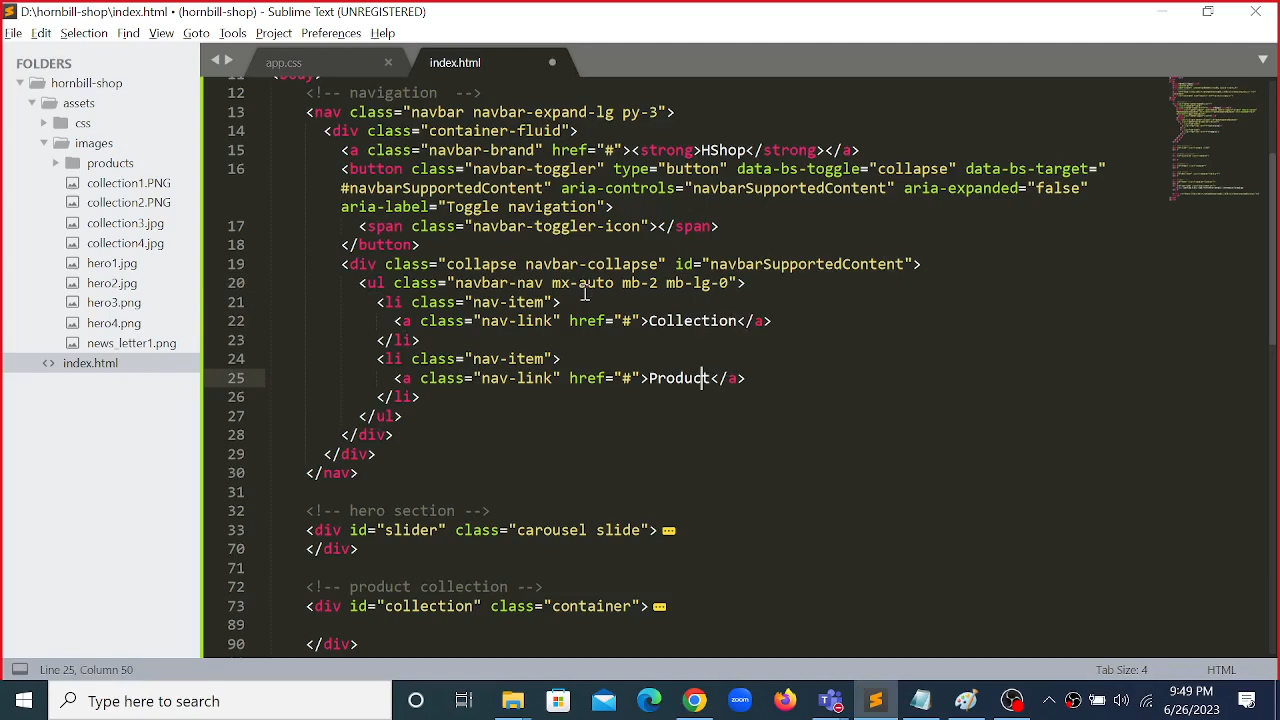 D:\hornbill-shop\index.html • (hornbill-shop) - Sublime Text (UNREGISTERED)
File Edit Selection Find View Goto Tools Project Preferences Help
FOLDERS
hornbill-shop
assets
images
products
collection1.PNG
collection2.PNG
collection3.jpg
collection4.jpg
hero1.jpg
hero2.jpg
hero3.png
hero4.png
news_letter1.png
index.html
app.css
index.html
11 <body>
12 <!-- navigation -->
13 <nav class="navbar navbar-expand-lg py-3">
14 <div class="container-fluid">
15 <a class="navbar-brand" href="#"><strong>HShop</strong></a>
16 <button class="navbar-toggler" type="button" data-bs-toggle="collapse" data-bs-target="
#navbarSupportedContent" aria-controls="navbarSupportedContent" aria-expanded="false"
aria-label="Toggle navigation">
17 <span class="navbar-toggler-icon"></span>
18 </button>
19 <div class="collapse navbar-collapse" id="navbarSupportedContent">
20 <ul class="navbar-nav mx-auto mb-2 mb-lg-0">
21 <li class="nav-item">
22 <a class="nav-link" href="#">Collection</a>
23 </li>
24 <li class="nav-item">
25 <a class="nav-link" href="#">Product</a>
26 </li>
27 </ul>
28 </div>
29 </div>
30 </nav>
31
32 <!-- hero section -->
33 <div id="slider" class="carousel slide">
70 </div>
71
72 <!-- product collection -->
73 <div id="collection" class="container">
89
90 </div>
Line 25, Column 50
Tab Size: 4
HTML
Type here to search
zoom
9:49 PM
6/26/2023